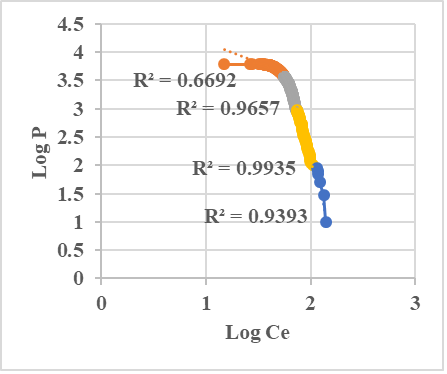 4.5
4
3.5
R² = 0.6692
3
R² = 0.9657
2.5
Log P
2
R² = 0.9935
1.5
R² = 0.9393
1
0.5
0
0 1 2 3
Log Ce